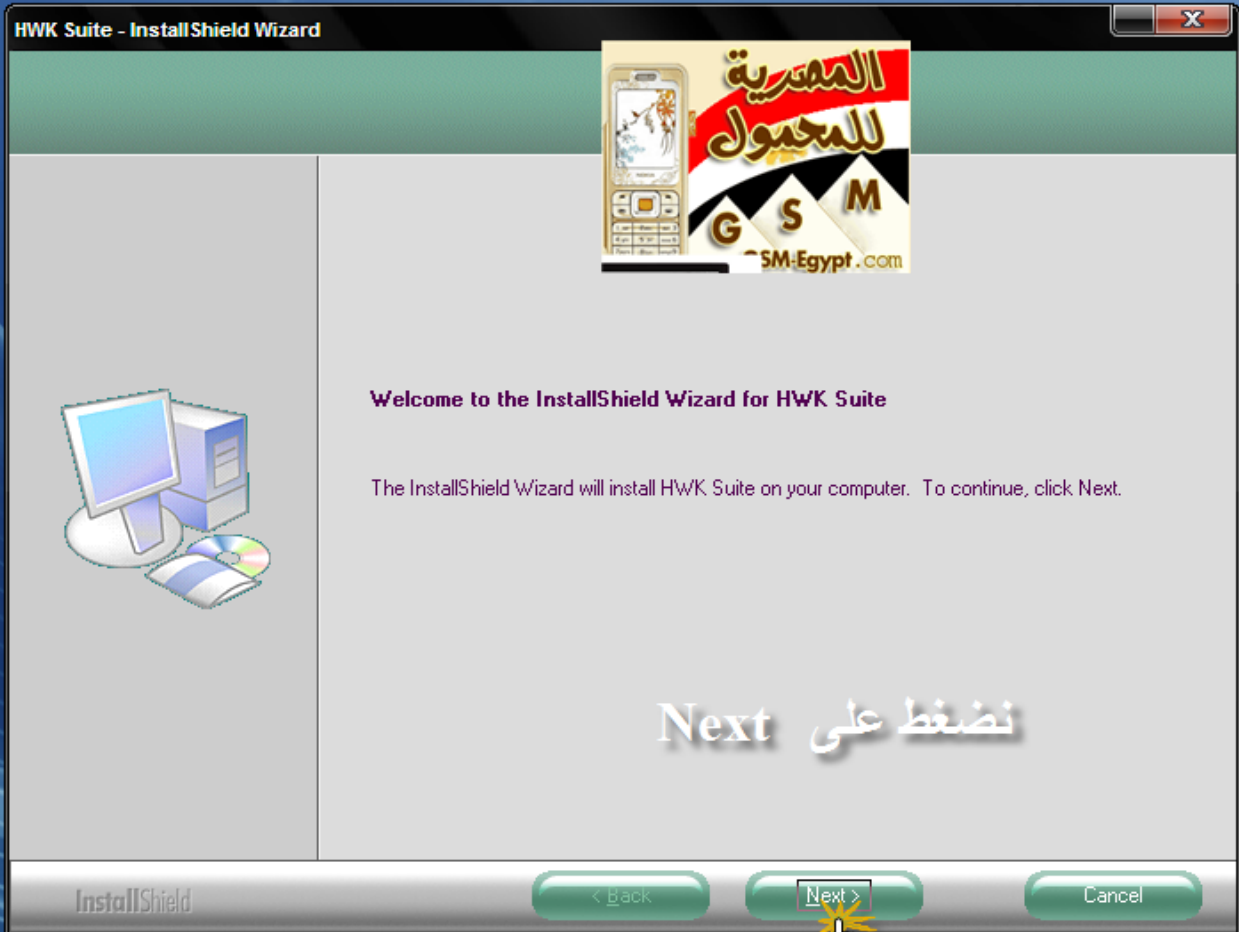 HWK Suite - InstallShield Wizard
المصرية
للمحمول
G S M
SM-Egypt.com
Welcome to the InstallShield Wizard for HWK Suite
The InstallShield Wizard will install HWK Suite on your computer. To continue, click Next.
نضغط على Next
InstallShield
< Back
Next >
Cancel